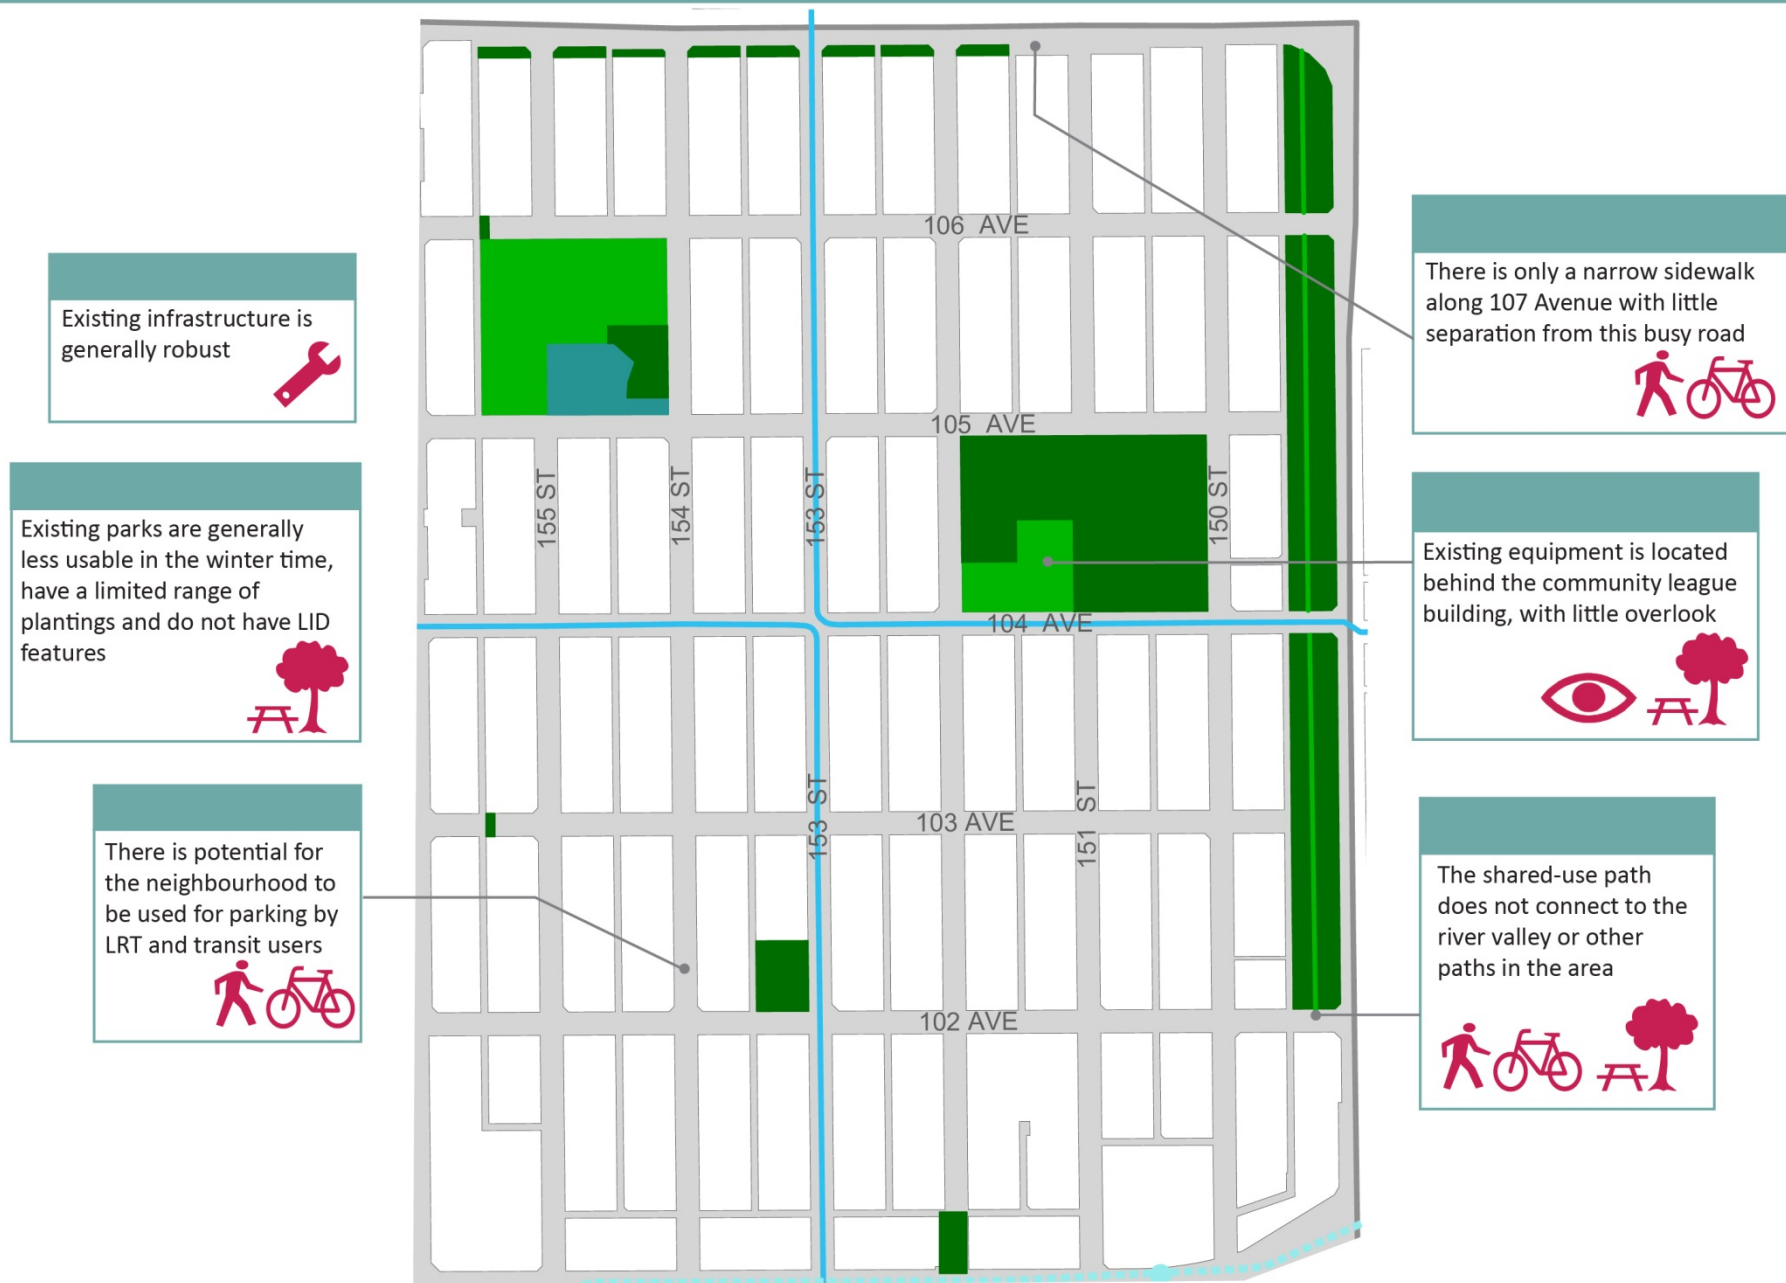 Existing infrastructure is
generally robust
Existing parks are generally
less usable in the winter time,
have a limited range of
plantings and do not have LID
features
There is potential for
the neighbourhood to
be used for parking by
LRT and transit users
106 AVE
105 AVE
155 ST
154 ST
153 ST
150 ST
104 AVE
153 ST
151 ST
103 AVE
102 AVE
There is only a narrow sidewalk
along 107 Avenue with little
separation from this busy road
Existing equipment is located
behind the community league
building, with little overlook
The shared-use path
does not connect to the
river valley or other
paths in the area